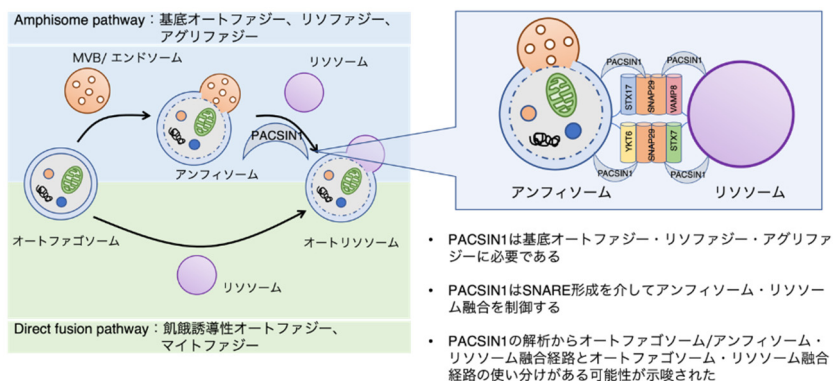 Amphisome pathway：基底オートファジー、リソファジー、
アグリファジー
MVB/ エンドソーム
リソソーム
PACSIN1
アンフィソーム
オートファゴソーム
オートリソソーム
リソソーム
Direct fusion pathway：飢餓誘導性オートファジー、
マイトファジー
PACSIN1
PACSIN1
STX17
SNAP29
VAMP8
YKT6
SNAP29
STX7
PACSIN1
PACSIN1
アンフィソーム
リソソーム
• PACSIN1は基底オートファジー・リソファジー・アグリファ
ジーに必要である
• PACSIN1はSNARE形成を介してアンフィソーム・リソソー
ム融合を制御する
• PACSIN1の解析からオートファゴソーム/アンフィソーム・
リソソーム融合経路とオートファゴソーム・リソソーム融合
経路の使い分けがある可能性が示唆された